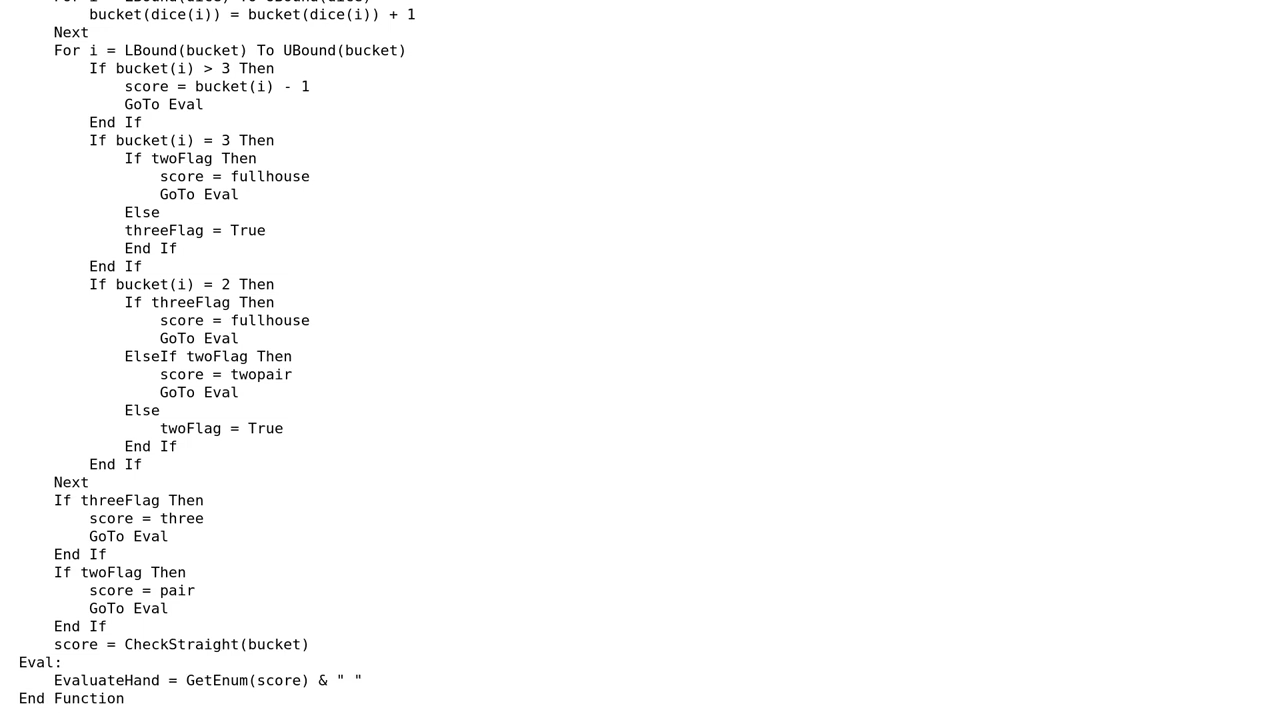 bucket(dice(i)) = bucket(dice(i)) + 1
Next
For i = LBound(bucket) To UBound(bucket)
If bucket(i) > 3 Then
score = bucket(i) - 1
GoTo Eval
End If
If bucket(i) = 3 Then
If twoFlag Then
score = fullhouse
GoTo Eval
Else
threeFlag = True
End If
End If
If bucket(i) = 2 Then
If threeFlag Then
score = fullhouse
GoTo Eval
ElseIf twoFlag Then
score = twopair
GoTo Eval
Else
twoFlag = True
End If
End If
Next
If threeFlag Then
score = three
GoTo Eval
End If
If twoFlag Then
score = pair
GoTo Eval
End If
score = CheckStraight(bucket)
Eval:
EvaluateHand = GetEnum(score) & " "
End Function